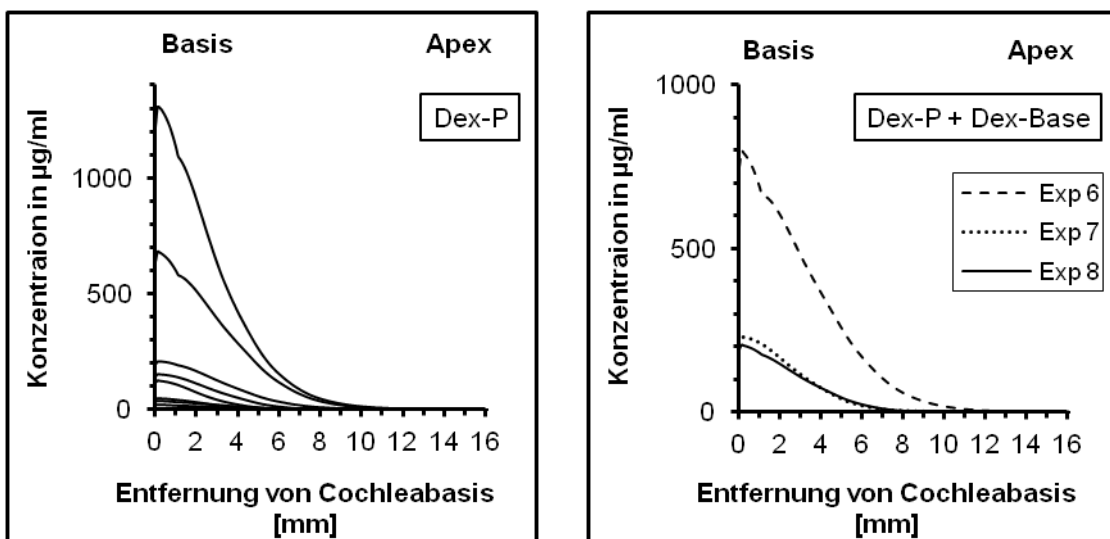 Basis Apex
Dex-P
Konzentraion in µg/ml
1000
500
0
0 2 4 6 8 10 12 14 16
Entfernung von Cochleabasis
[mm]
Basis Apex
1000
Dex-P + Dex-Base
Konzentraion in µg/ml
Exp 6
Exp 7
Exp 8
500
0
0 2 4 6 8 10 12 14 16
Entfernung von Cochleabasis
[mm]